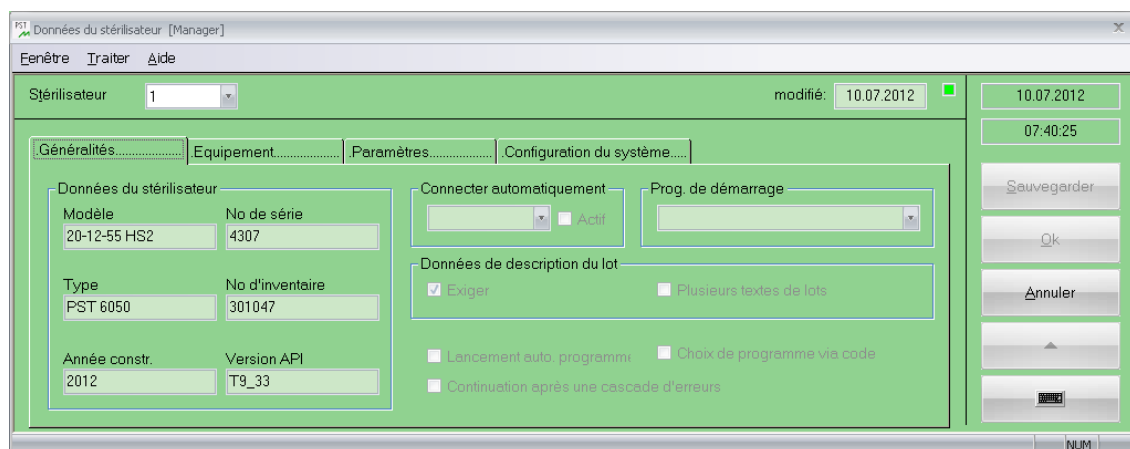 PST Données du stérilisateur [Manager] X
Fenêtre Traiter Aide
Stérilisateur 1 modifié: 10.07.2012 10.07.2012
07:40:25
.Généralités................... .Equipement................... .Paramètres.................. .Configuration du système.....
Données du stérilisateur Connecter automatiquement Prog. de démarrage Sauvegarder
Modèle No de série
20-12-55 HS2 4307 Actif
Ok
Données de description du lot
Type No d'inventaire Exiger Plusieurs textes de lots Annuler
PST 6050 301047
Année constr. Version API Lancement auto. programme Choix de programme via code
2012 T9_33 Continuation après une cascade d'erreurs
NUM